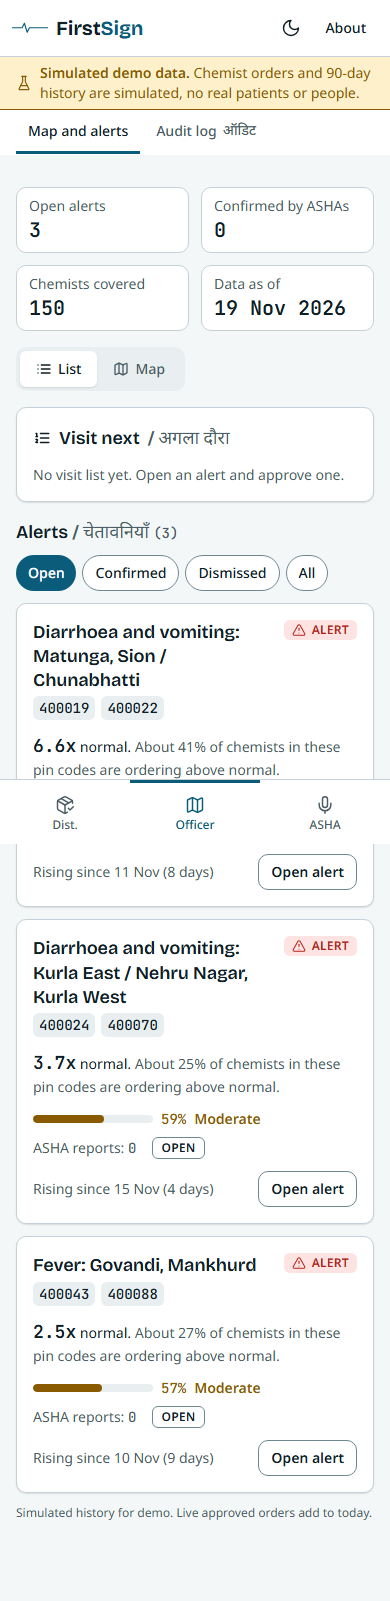 FirstSign
About
Simulated demo data. Chemist orders and 90-day
history are simulated, no real patients or people.
Map and alerts
Audit log ऑडिट
Open alerts
3
Confirmed by ASHAs
0
Chemists covered
150
Data as of
19 Nov 2026
List
Map
Visit next / अगला दौरा
No visit list yet. Open an alert and approve one.
Alerts / चेतावनियाँ (3)
Open
Confirmed
Dismissed
All
Diarrhoea and vomiting:
Matunga, Sion /
Chunabhatti
ALERT
400019 400022
6.6x normal. About 41% of chemists in these
pin codes are ordering above normal.
Dist.
Officer
ASHA
Rising since 11 Nov (8 days)
Open alert
Diarrhoea and vomiting:
Kurla East / Nehru Nagar,
Kurla West
ALERT
400024 400070
3.7x normal. About 25% of chemists in these
pin codes are ordering above normal.
59% Moderate
ASHA reports: 0 OPEN
Rising since 15 Nov (4 days)
Open alert
Fever: Govandi, Mankhurd
ALERT
400043 400088
2.5x normal. About 27% of chemists in these
pin codes are ordering above normal.
57% Moderate
ASHA reports: 0 OPEN
Rising since 10 Nov (9 days)
Open alert
Simulated history for demo. Live approved orders add to today.